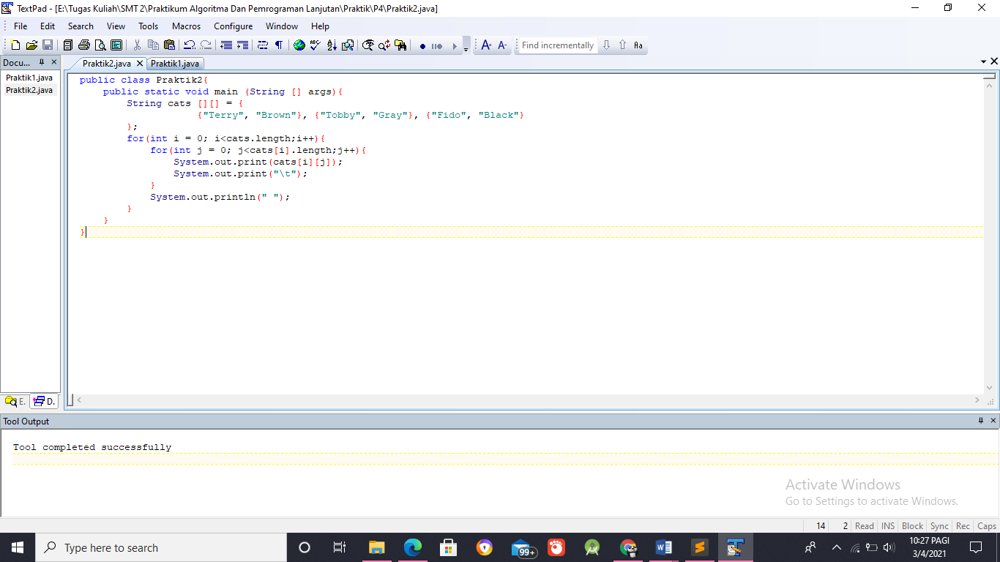 TextPad - [E:\Tugas Kuliah\SMT 2\Praktikum Algoritma Dan Pemrograman Lanjutan\Praktik\P4\Praktik2.java]
File Edit Search View Tools Macros Configure Window Help
Find incrementally Aa
Docu...
Praktik1.java
Praktik2.java
E. D.
Praktik2.java Praktik1.java
public class Praktik2{
    public static void main (String [] args){
        String cats [][] = {
                    {"Terry", "Brown"}, {"Tobby", "Gray"}, {"Fido", "Black"}
        };
        for(int i = 0; i<cats.length;i++){
            for(int j = 0; j<cats[i].length;j++){
                System.out.print(cats[i][j]);
                System.out.print("\t");
            }
            System.out.println(" ");
        }
    }
}
Tool Output
Tool completed successfully
Activate Windows
Go to Settings to activate Windows.
14 2 Read INS Block Sync Rec Caps
Type here to search
99+
10:27 PAGI
3/4/2021